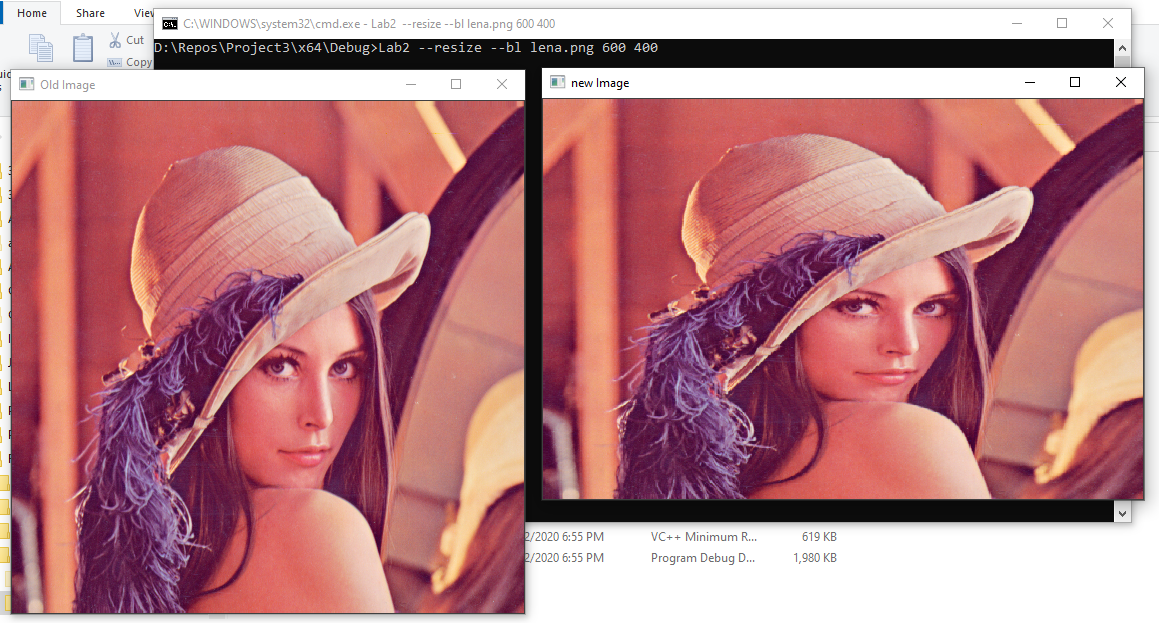 Home Share View
C:\WINDOWS\system32\cmd.exe - Lab2 --resize --bl lena.png 600 400
Cut
Copy
D:\Repos\Project3\x64\Debug>Lab2 --resize --bl lena.png 600 400
Old Image
new Image
2/2020 6:55 PM VC++ Minimum R... 619 KB
2/2020 6:55 PM Program Debug D... 1,980 KB